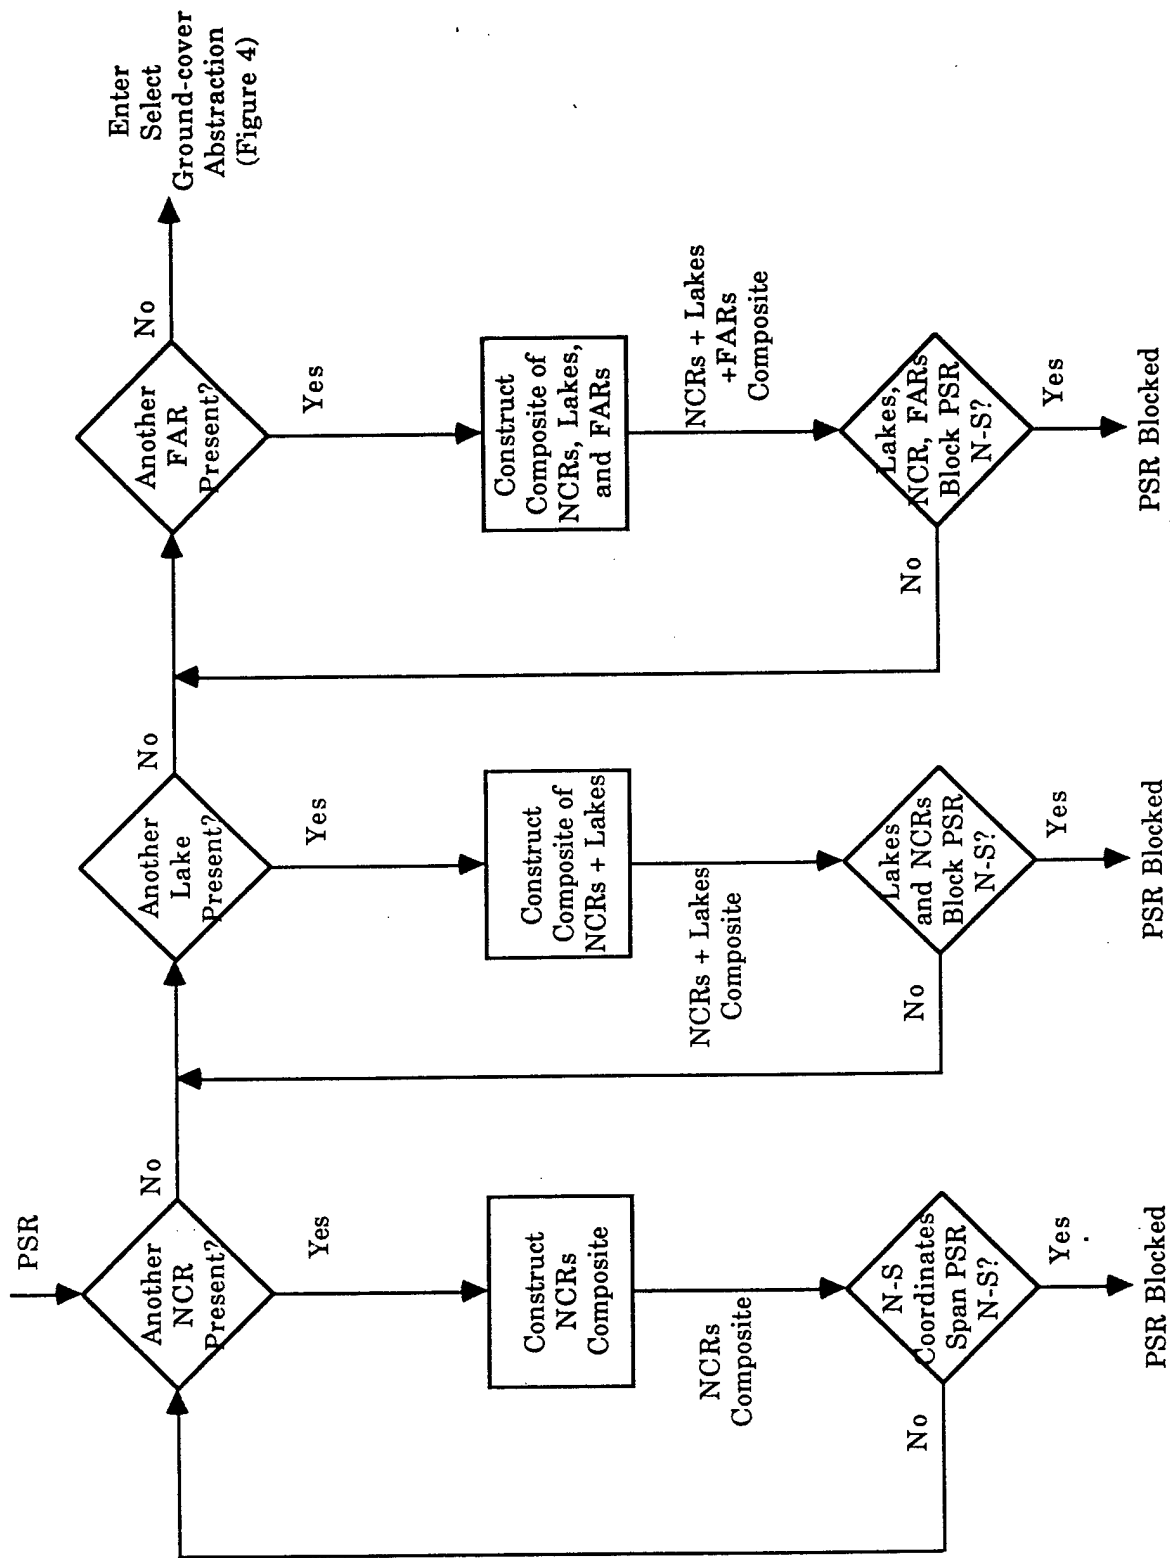 PSR
Another
NCR
Present?
No
Yes
Construct
NCRs
Composite
NCRs
Composite
N-S
Coordinates
Span PSR
N-S?
No
Yes
PSR Blocked
Another
Lake
Present?
No
Yes
Construct
Composite of
NCRs + Lakes
NCRs + Lakes
Composite
Lakes
and NCRs
Block PSR
N-S?
No
Yes
PSR Blocked
Another
FAR
Present?
No
Yes
Enter
Select
Ground-cover
Abstraction
(Figure 4)
Construct
Composite of
NCRs, Lakes,
and FARs
NCRs + Lakes
+FARs
Composite
Lakes,
NCR, FARs
Block PSR
N-S?
No
Yes
PSR Blocked